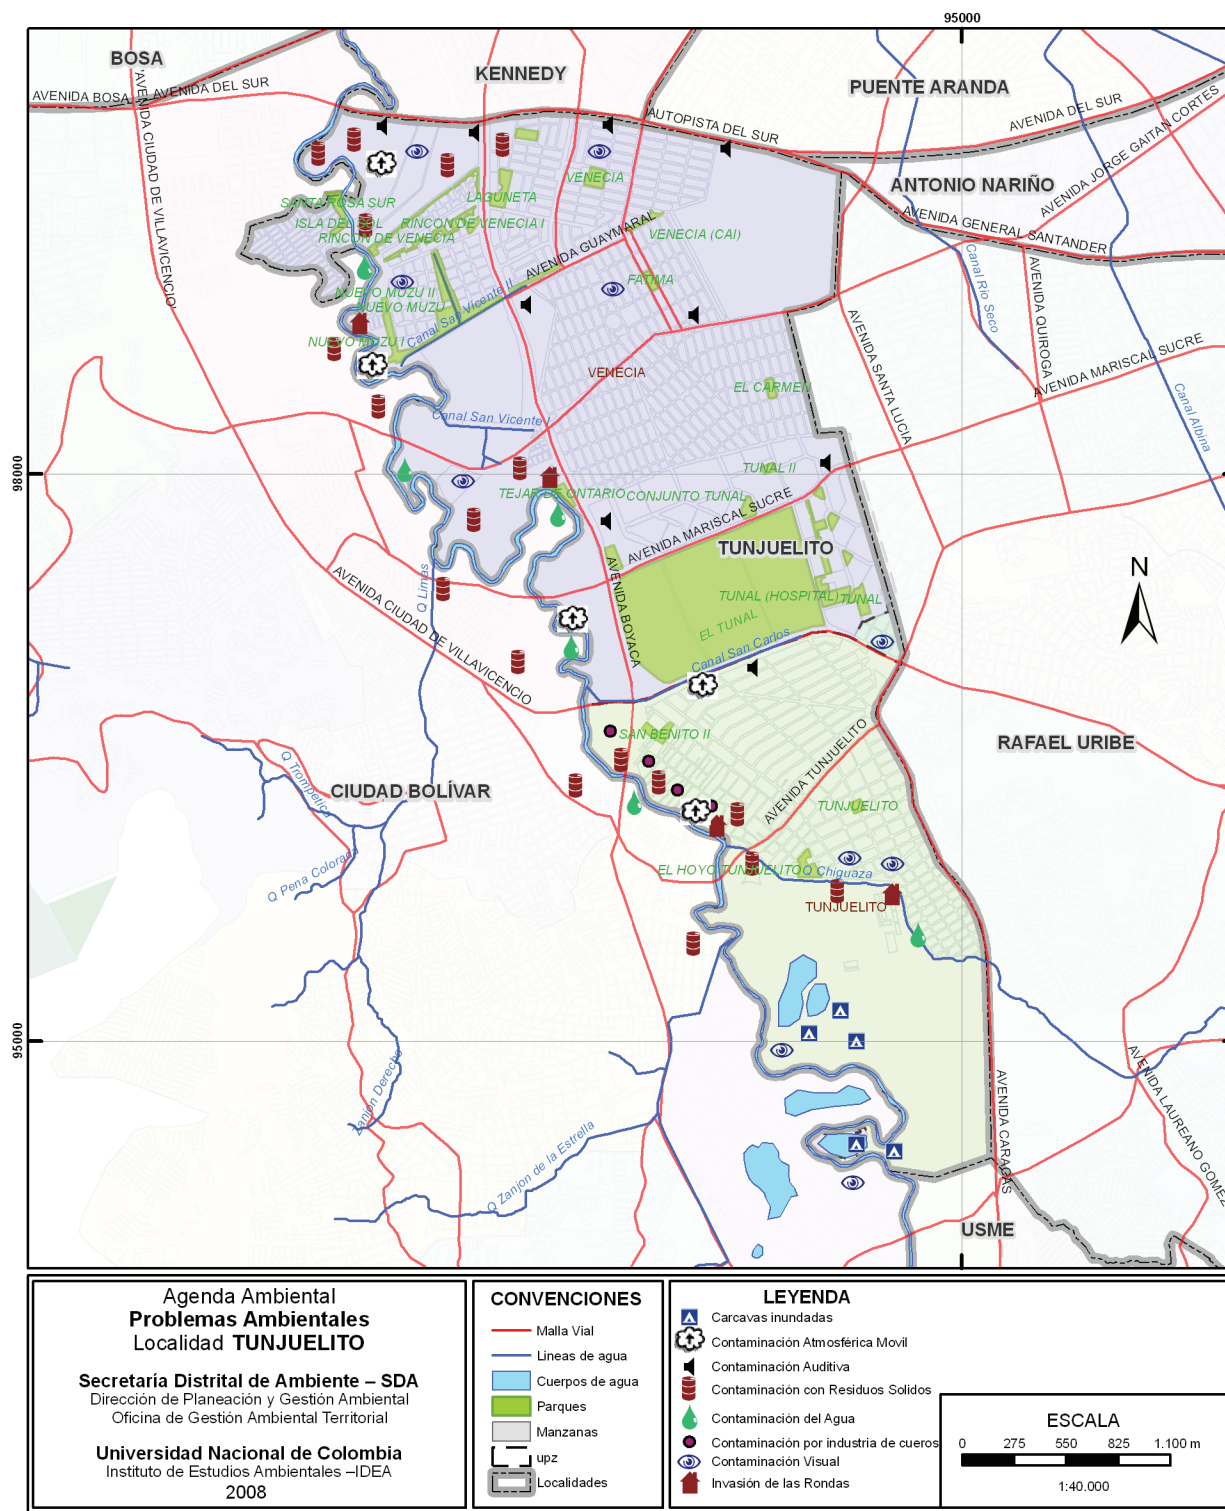 95000
BOSA
KENNEDY
PUENTE ARANDA
AVENIDA BOSA
AVENIDA DEL SUR
AVENIDA CIUDAD DE VILLAVICENCIO
AUTOPISTA DEL SUR
AVENIDA DEL SUR
AVENIDA JORGE GAITAN CORTES
ANTONIO NARIÑO
AVENIDA GENERAL SANTANDER
VENECIA
LAGUNETA
SANTA ROSA SUR
ISLA DEL SOL
RINCON DE VENECIA I
RINCON DE VENECIA
AVENIDA GUAYMARAL
VENECIA (CAI)
FATIMA
NUEVO MUZU II
NUEVO MUZU
NUEVO MUZU I
Canal San Vicente II
Canal Rio Seco
AVENIDA QUIROGA
AVENIDA SANTA LUCIA
AVENIDA MARISCAL SUCRE
Canal Albina
VENECIA
EL CARMEN
Canal San Vicente I
98000
TUNAL II
TEJAR DE ONTARIO
CONJUNTO TUNAL
AVENIDA MARISCAL SUCRE
TUNJUELITO
AVENIDA BOYACA
Q Limas
AVENIDA CIUDAD DE VILLAVICENCIO
TUNAL (HOSPITAL)
TUNAL
EL TUNAL
Canal San Carlos
N
SAN BENITO II
RAFAEL URIBE
AVENIDA TUNJUELITO
Q Trompetica
CIUDAD BOLÍVAR
TUNJUELITO
Q Pena Colorada
EL HOYO TUNJUELITO
Q Chiguaza
TUNJUELITO
95000
Zanjon Derecho
Q Zanjon de la Estrella
AVENIDA CARACAS
AVENIDA LAUREANO GOMEZ
USME
Agenda Ambiental
Problemas Ambientales
Localidad TUNJUELITO
Secretaría Distrital de Ambiente – SDA
Dirección de Planeación y Gestión Ambiental
Oficina de Gestión Ambiental Territorial
Universidad Nacional de Colombia
Instituto de Estudios Ambientales –IDEA
2008
CONVENCIONES
Malla Vial
Lineas de agua
Cuerpos de agua
Parques
Manzanas
upz
Localidades
LEYENDA
Carcavas inundadas
Contaminación Atmosférica Movil
Contaminación Auditiva
Contaminación con Residuos Solidos
Contaminación del Agua
Contaminación por industria de cueros
Contaminación Visual
Invasión de las Rondas
ESCALA
0 275 550 825 1.100 m
1:40.000